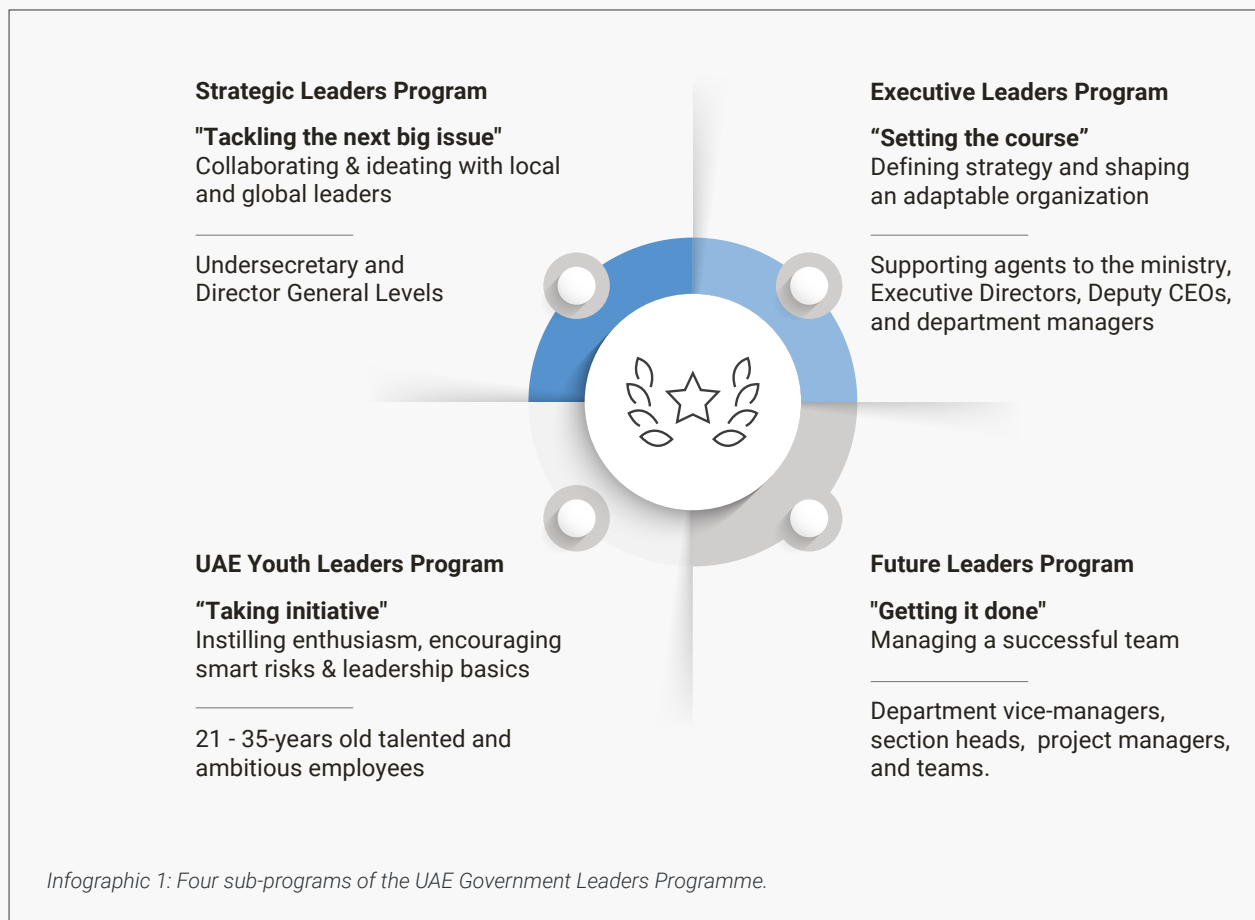 Strategic Leaders Program
"Tackling the next big issue"
Collaborating & ideating with local
and global leaders
Undersecretary and
Director General Levels
Executive Leaders Program
“Setting the course”
Defining strategy and shaping
an adaptable organization
Supporting agents to the ministry,
Executive Directors, Deputy CEOs,
and department managers
UAE Youth Leaders Program
“Taking initiative"
Instilling enthusiasm, encouraging
smart risks & leadership basics
21 - 35-years old talented and
ambitious employees
Future Leaders Program
"Getting it done"
Managing a successful team
Department vice-managers,
section heads,  project managers,
and teams.
Infographic 1: Four sub-programs of the UAE Government Leaders Programme.